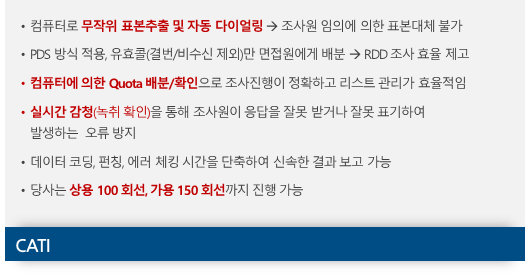 • 컴퓨터로 무작위 표본추출 및 자동 다이얼링 → 조사원 임의에 의한 표본대체 불가
• PDS 방식 적용, 유효콜(결번/비수신 제외)만 면접원에게 배분 → RDD 조사 효율 제고
• 컴퓨터에 의한 Quota 배분/확인으로 조사진행이 정확하고 리스트 관리가 효율적임
• 실시간 감청(녹취 확인)을 통해 조사원이 응답을 잘못 받거나 잘못 표기하여
발생하는 오류 방지
• 데이터 코딩, 펀칭, 에러 체킹 시간을 단축하여 신속한 결과 보고 가능
• 당사는 상용 100 회선, 가용 150 회선까지 진행 가능
CATI